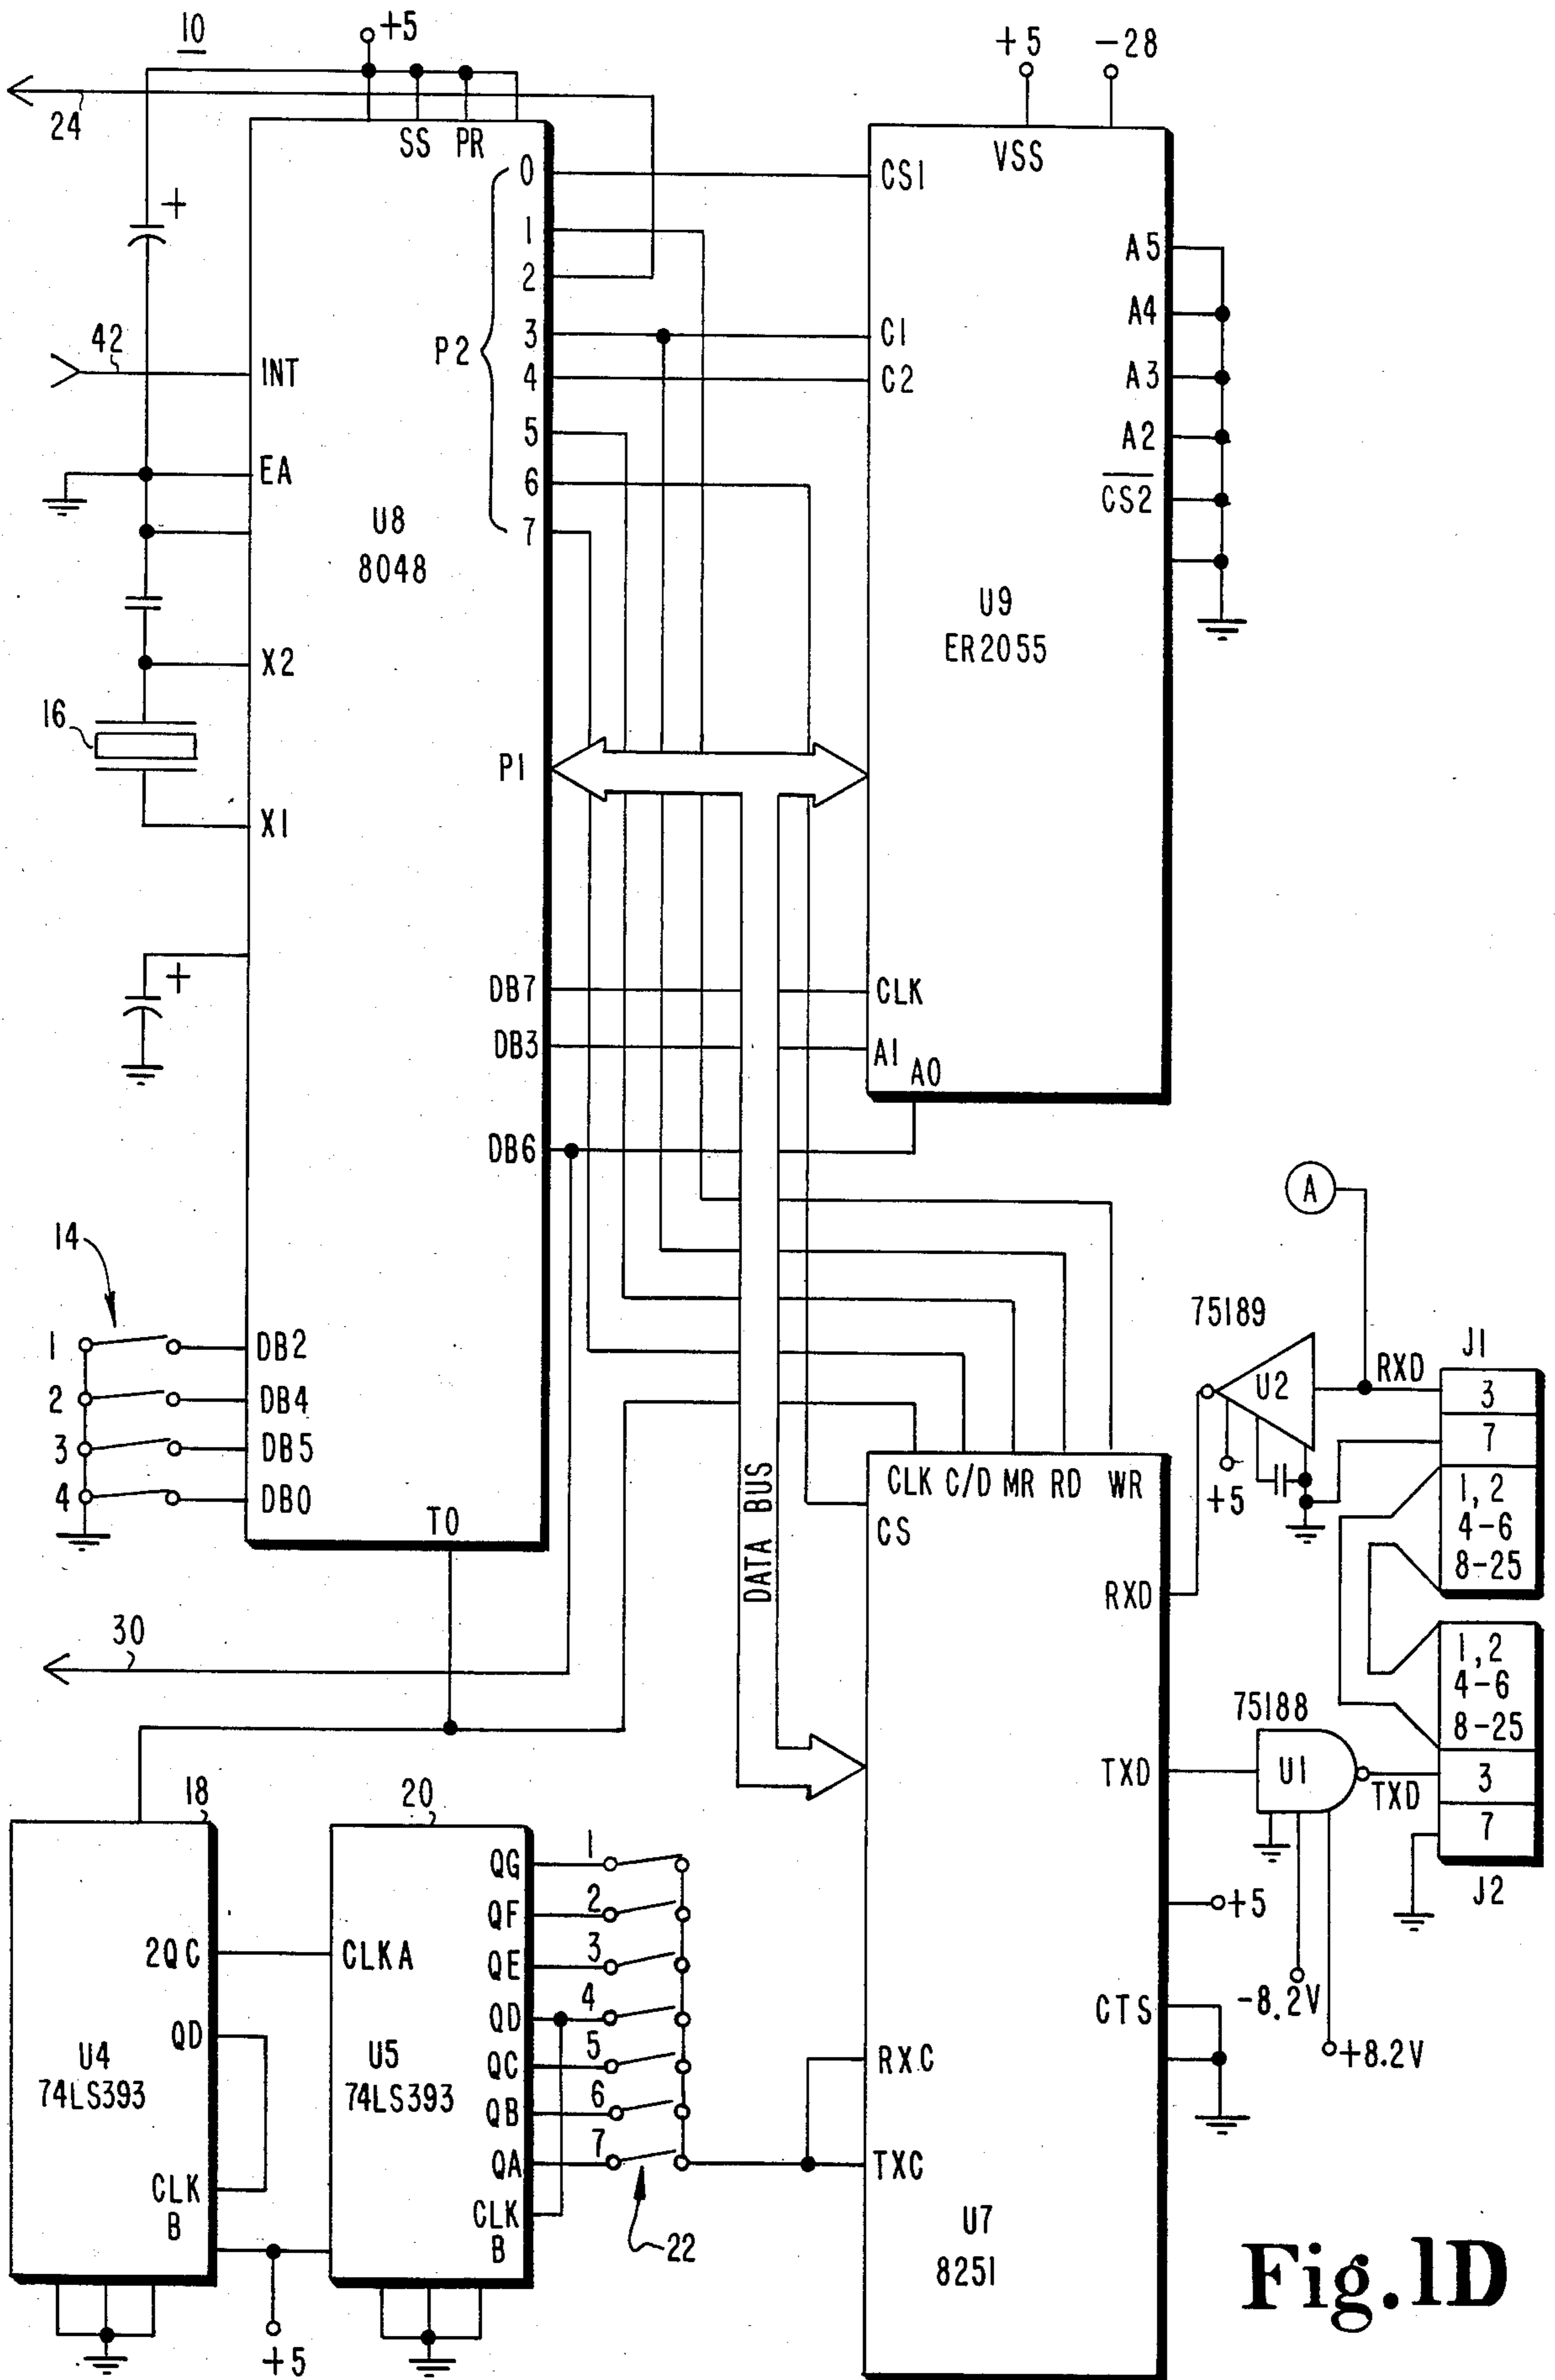 10
+5
+5 -28
24
SS PR
VSS
0
CS1
+
1
A5
2
A4
42
P2
3
C1
INT
4
C2
A3
5
A2
EA
6
CS2
U8
8048
7
U9
ER2055
X2
16
P1
X1
+
DB7
CLK
DB3
A1
A0
DB6
A
14
75189
J1
1
DB2
U2
RXD
3
2
DB4
7
3
DB5
+5
4
DB0
1, 2
4-6
8-25
T0
CLK C/D MR RD WR
CS
DATA BUS
RXD
30
1, 2
4-6
8-25
75188
TXD
U1
TXD
3
7
J2
18
20
QG
1
QF
2
+5
2QC
CLKA
QE
3
-8.2V
QD
4
CTS
QD
U4
74LS393
U5
74LS393
QC
5
RXC
+8.2V
QB
6
QA
7
TXC
CLK
B
CLK
B
22
U7
8251
+5
Fig.1D